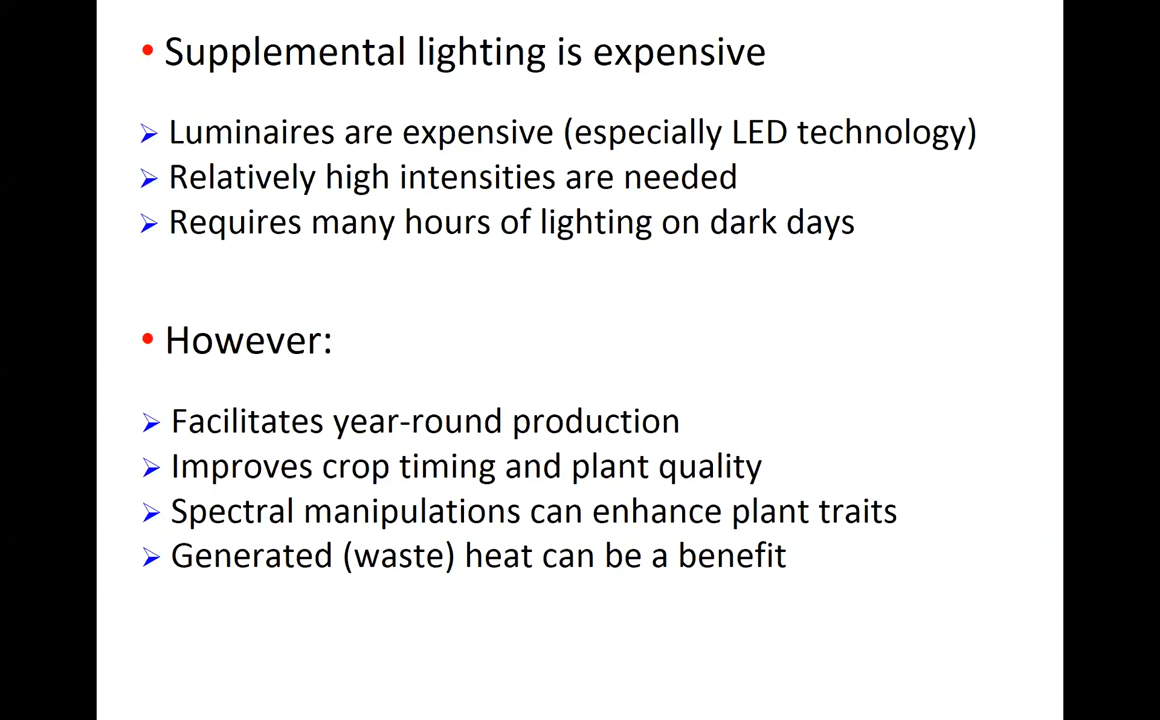 • Supplemental lighting is expensive
➢ Luminaires are expensive (especially LED technology)
➢ Relatively high intensities are needed
➢ Requires many hours of lighting on dark days
• However:
➢ Facilitates year-round production
➢ Improves crop timing and plant quality
➢ Spectral manipulations can enhance plant traits
➢ Generated (waste) heat can be a benefit